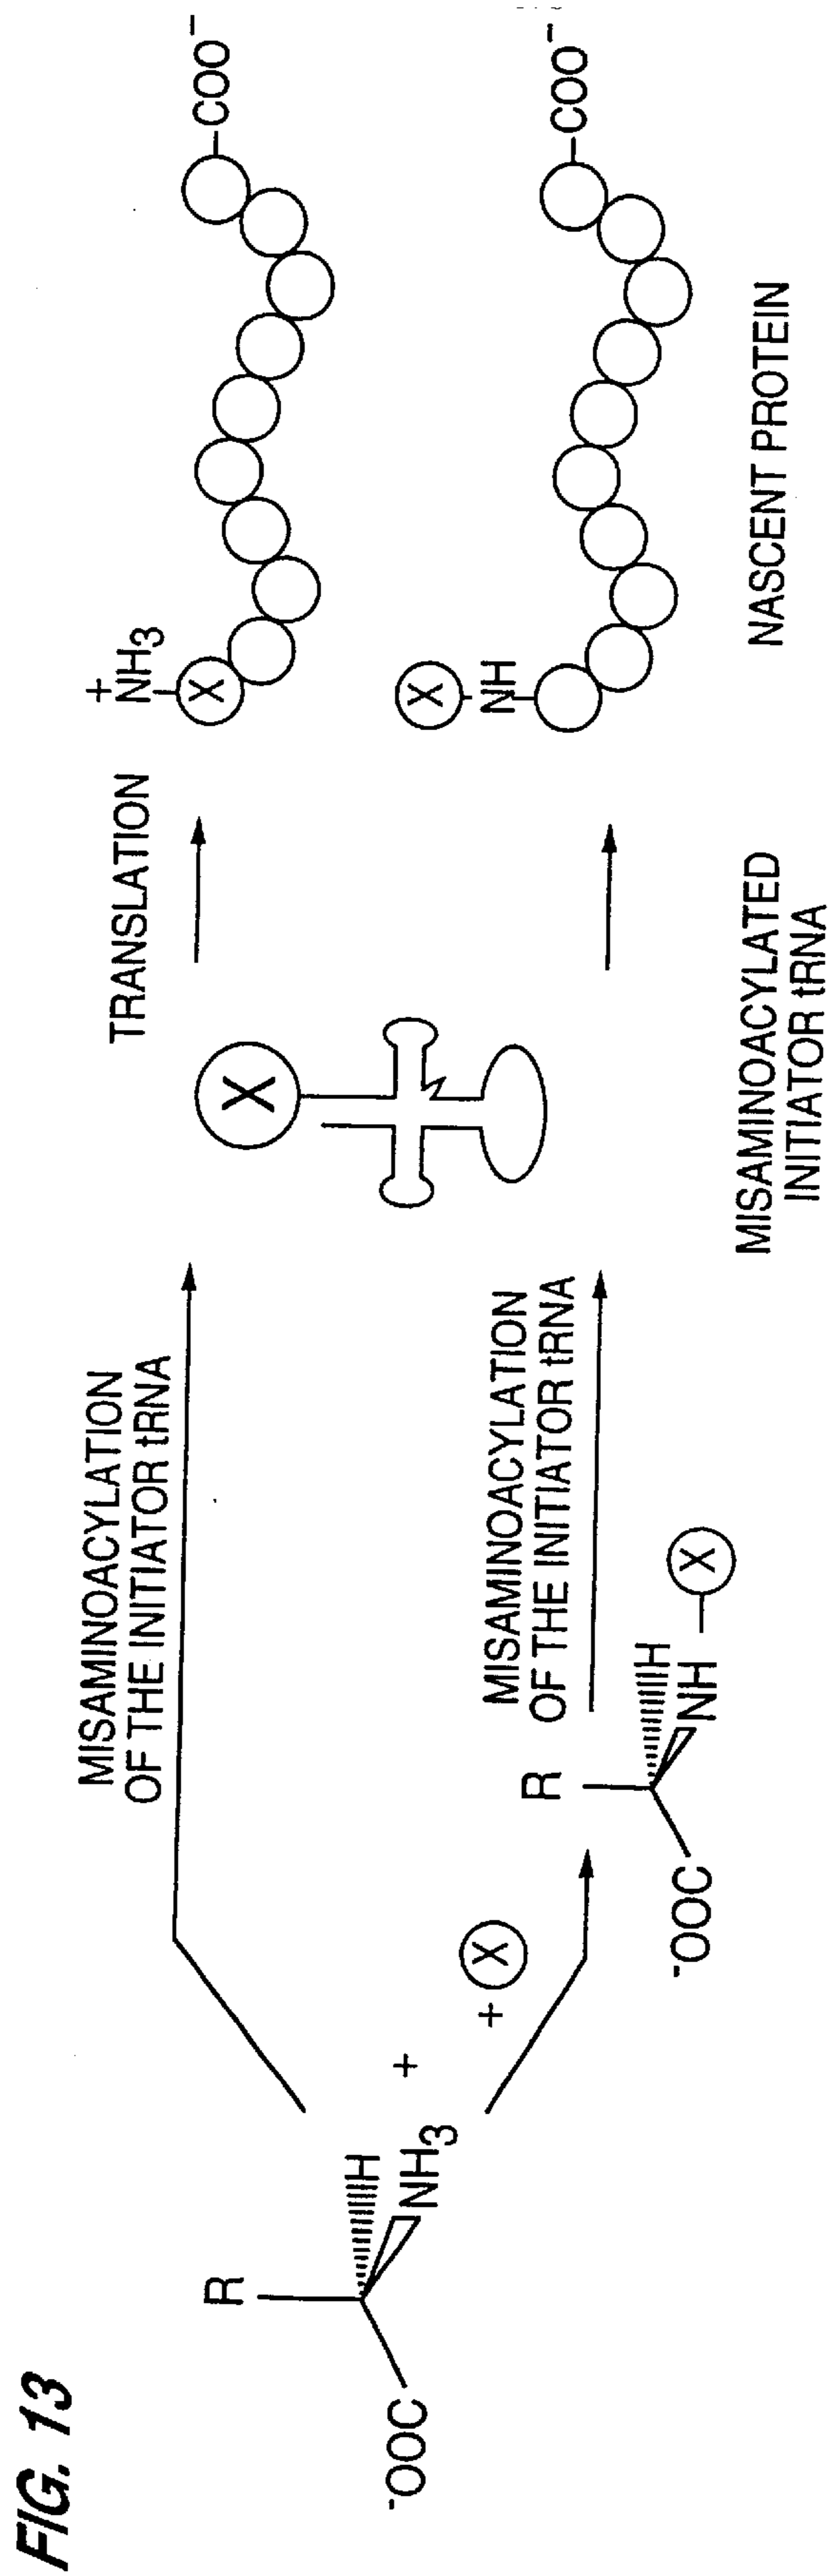 FIG. 13
R
H
NH3
+
-OOC
MISAMINOACYLATION
OF THE INITIATOR tRNA
+ X
R
H
NH
X
-OOC
MISAMINOACYLATION
OF THE INITIATOR tRNA
X
MISAMINOACYLATED
INITIATOR tRNA
TRANSLATION
+
NH3
X
COO-
X
NH
COO-
NASCENT PROTEIN